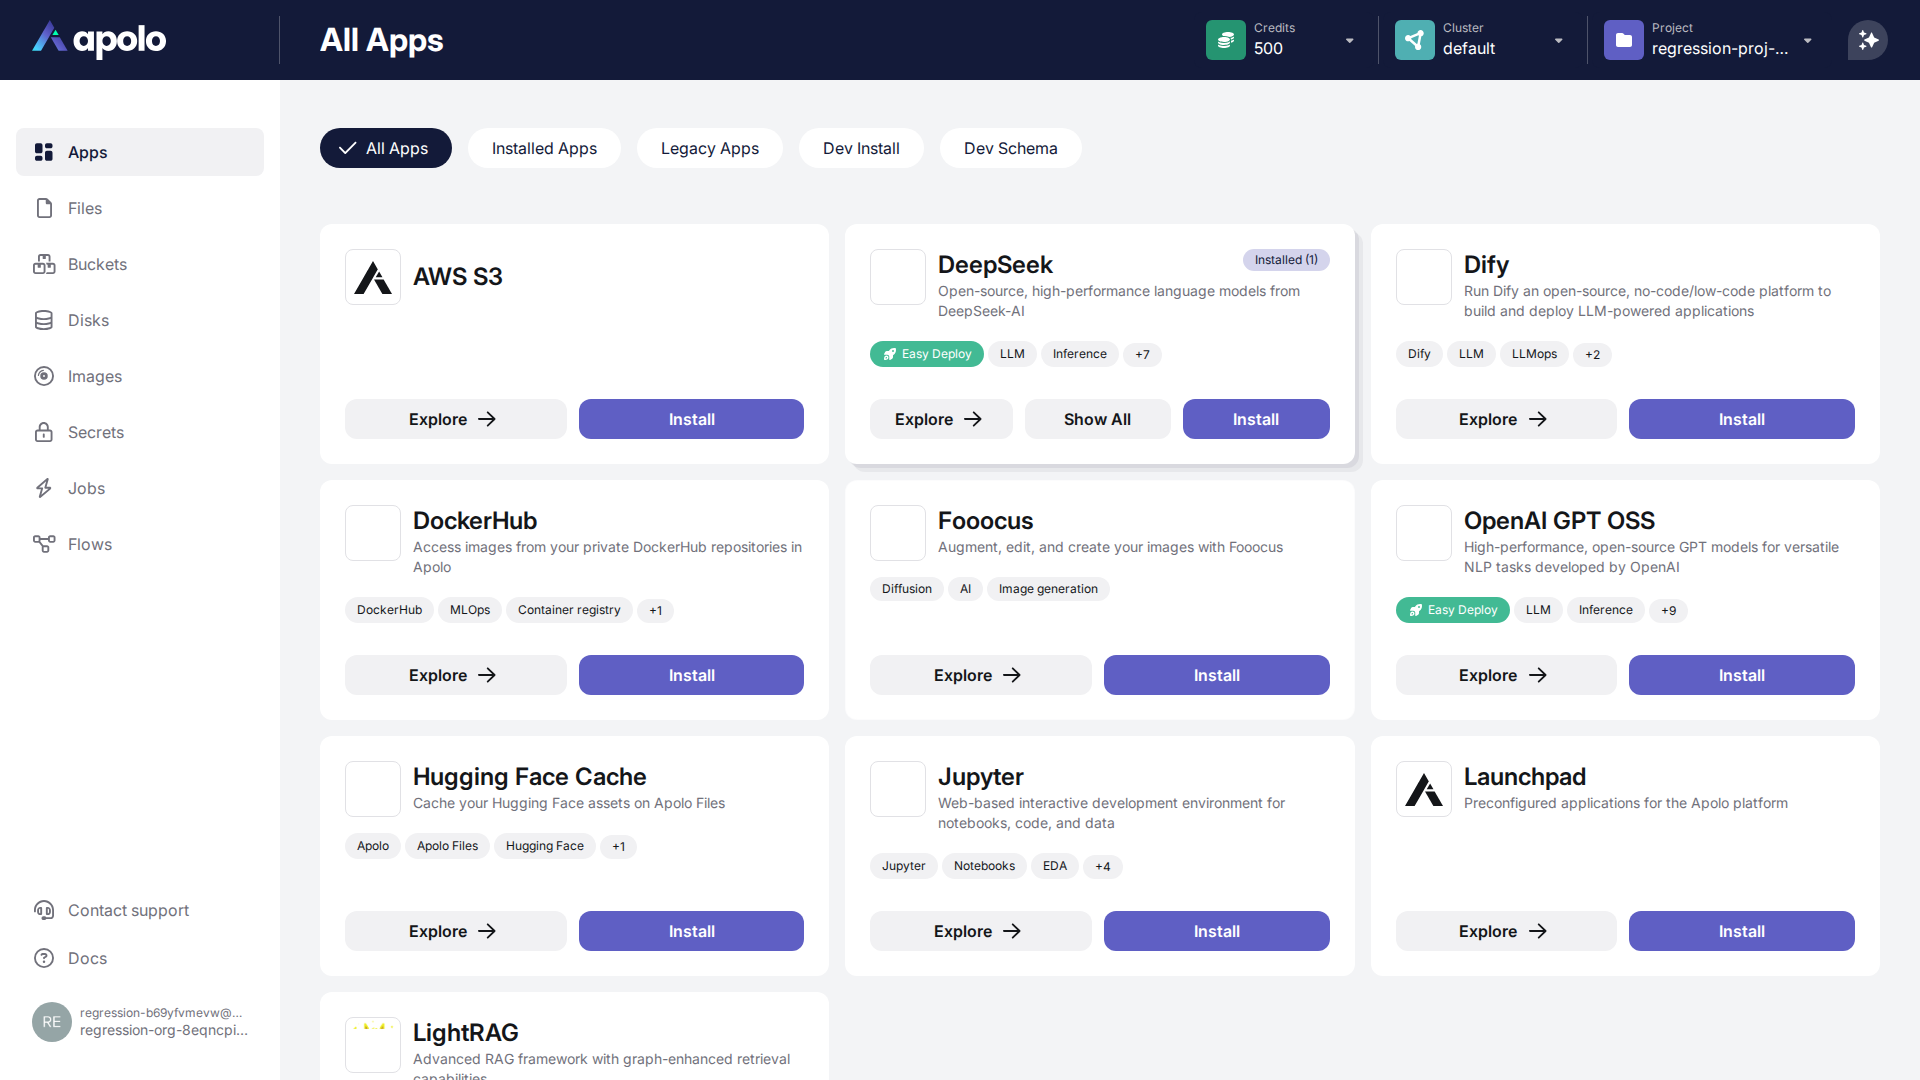 apolo
All Apps
Credits
500
Cluster
default
Project
regression-proj-...
Apps
Files
Buckets
Disks
Images
Secrets
Jobs
Flows
Contact support
Docs
RE
regression-b69yfvmevw@...
regression-org-8eqncpi...
All Apps
Installed Apps
Legacy Apps
Dev Install
Dev Schema
AWS S3
Explore
Install
DeepSeek
Installed (1)
Open-source, high-performance language models from
DeepSeek-AI
Easy Deploy
LLM
Inference
+7
Explore
Show All
Install
Dify
Run Dify an open-source, no-code/low-code platform to
build and deploy LLM-powered applications
Dify
LLM
LLMops
+2
Explore
Install
DockerHub
Access images from your private DockerHub repositories in
Apolo
DockerHub
MLOps
Container registry
+1
Explore
Install
Fooocus
Augment, edit, and create your images with Fooocus
Diffusion
AI
Image generation
Explore
Install
OpenAI GPT OSS
High-performance, open-source GPT models for versatile
NLP tasks developed by OpenAI
Easy Deploy
LLM
Inference
+9
Explore
Install
Hugging Face Cache
Cache your Hugging Face assets on Apolo Files
Apolo
Apolo Files
Hugging Face
+1
Explore
Install
Jupyter
Web-based interactive development environment for
notebooks, code, and data
Jupyter
Notebooks
EDA
+4
Explore
Install
Launchpad
Preconfigured applications for the Apolo platform
Explore
Install
LightRAG
Advanced RAG framework with graph-enhanced retrieval
capabilities